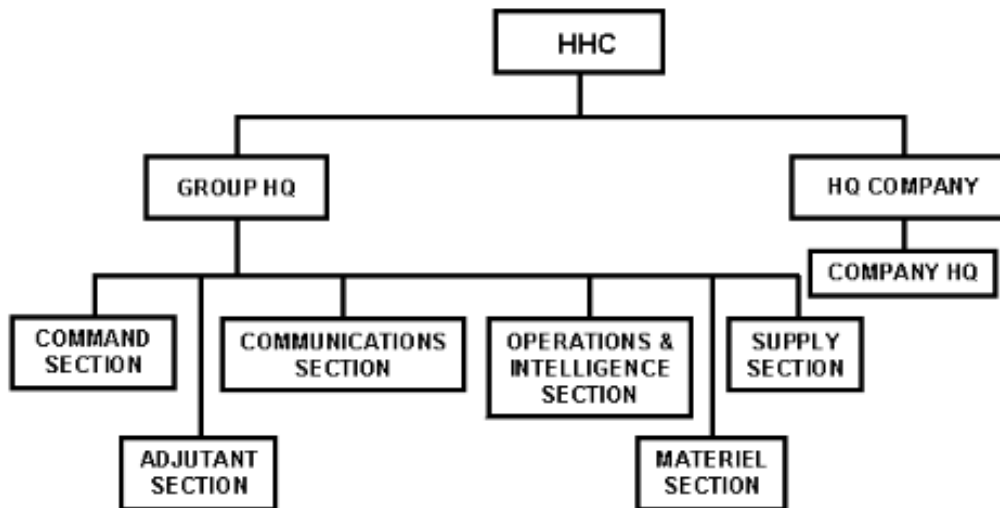 HHC
GROUP HQ
HQ COMPANY
COMPANY HQ
COMMAND
SECTION
COMMUNICATIONS
SECTION
OPERATIONS &
INTELLIGENCE
SECTION
SUPPLY
SECTION
ADJUTANT
SECTION
MATERIEL
SECTION